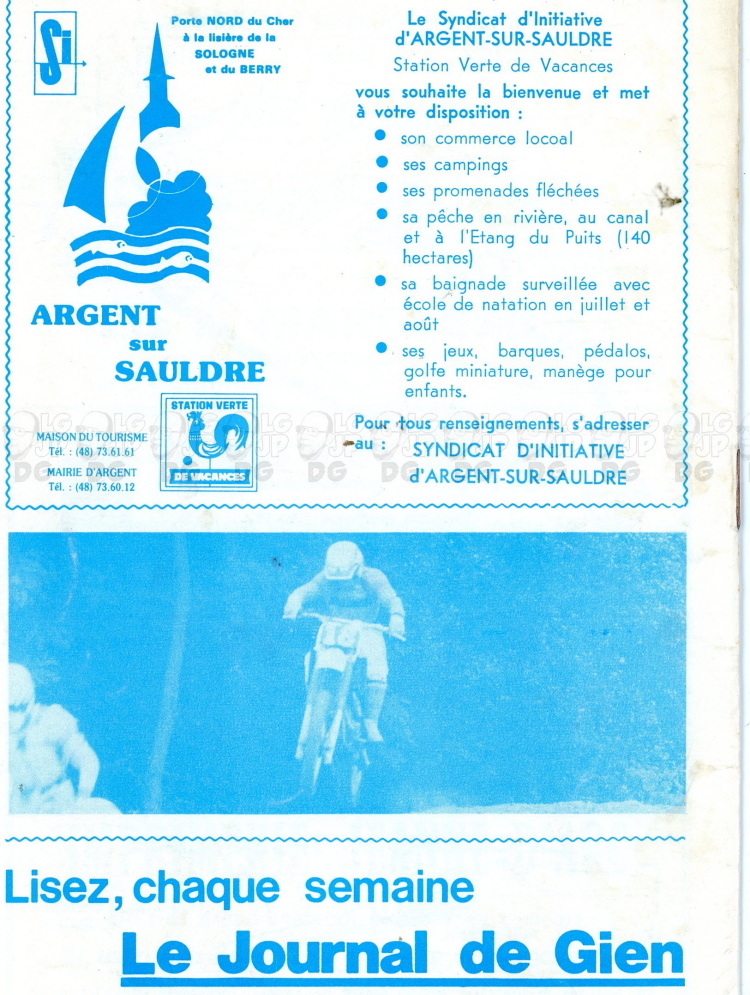 Si
Porte NORD du Cher
à la lisière de la
SOLOGNE
et du BERRY
ARGENT
sur
SAULDRE
MAISON DU TOURISME
Tél. : (48) 73.61.61
MAIRIE D'ARGENT
Tél. : (48) 73.60.12
STATION VERTE
DE VACANCES
Le Syndicat d'Initiative
d'ARGENT-SUR-SAULDRE
Station Verte de Vacances
vous souhaite la bienvenue et met
à votre disposition :
● son commerce locoal
● ses campings
● ses promenades fléchées
● sa pêche en rivière, au canal
et à l'Etang du Puits (140
hectares)
● sa baignade surveillée avec
école de natation en juillet et
août
● ses jeux, barques, pédalos,
golfe miniature, manège pour
enfants.
Pour tous renseignements, s'adresser
au : SYNDICAT D'INITIATIVE
d'ARGENT-SUR-SAULDRE
Lisez, chaque semaine
Le Journal de Gien